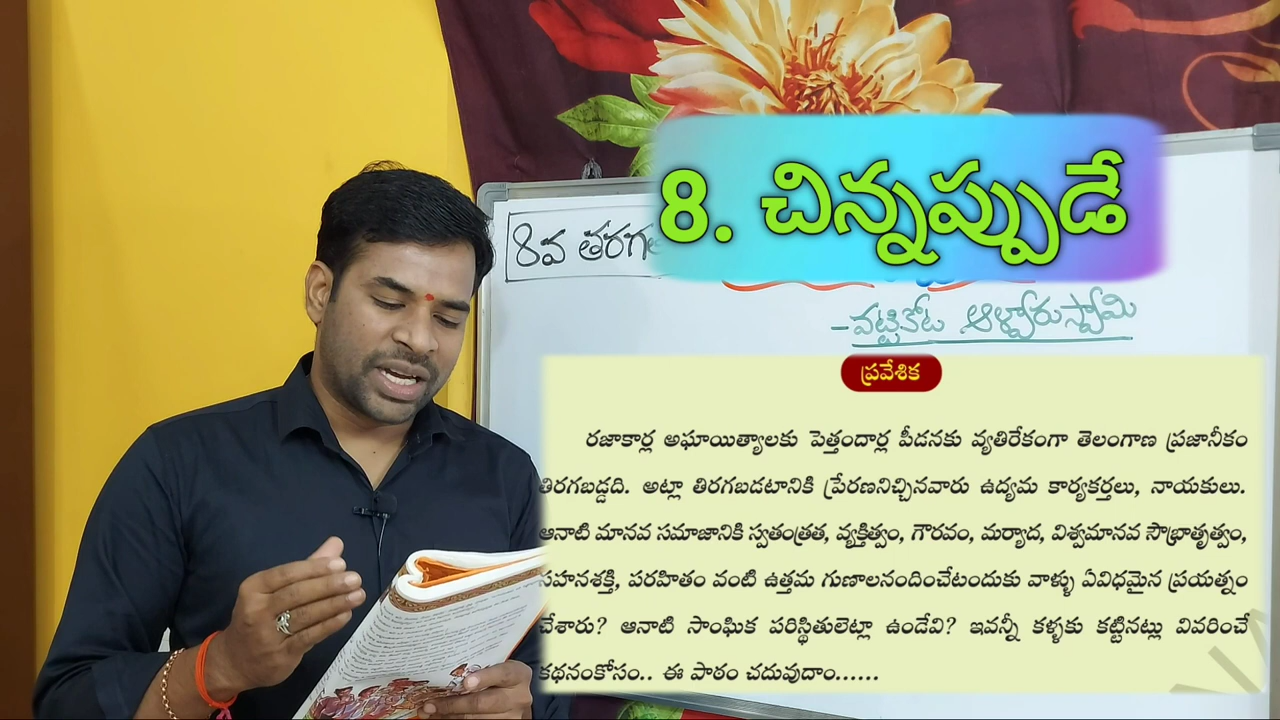 8. చిన్నప్పుడే
8వ తరగ
-వట్టికోట ఆళ్వారుస్వామి
ప్రవేశిక
రజాకార్ల అఘాయిత్యాలకు పెత్తందార్ల పీడనకు వ్యతిరేకంగా తెలంగాణ ప్రజానీకం
తిరగబడ్డది. అట్లా తిరగబడటానికి ప్రేరణనిచ్చినవారు ఉద్యమ కార్యకర్తలు, నాయకులు.
ఆనాటి మానవ సమాజానికి స్వతంత్రత, వ్యక్తిత్వం, గౌరవం, మర్యాద, విశ్వమానవ సౌభ్రాతృత్వం,
సహనశక్తి, పరహితం వంటి ఉత్తమ గుణాలనందించేటందుకు వాళ్ళు ఏవిధమైన ప్రయత్నం
చేశారు? ఆనాటి సాంఘిక పరిస్థితులెట్లా ఉండేవి? ఇవన్నీ కళ్ళకు కట్టినట్లు వివరించే
కథనంకోసం.. ఈ పాఠం చదువుదాం......